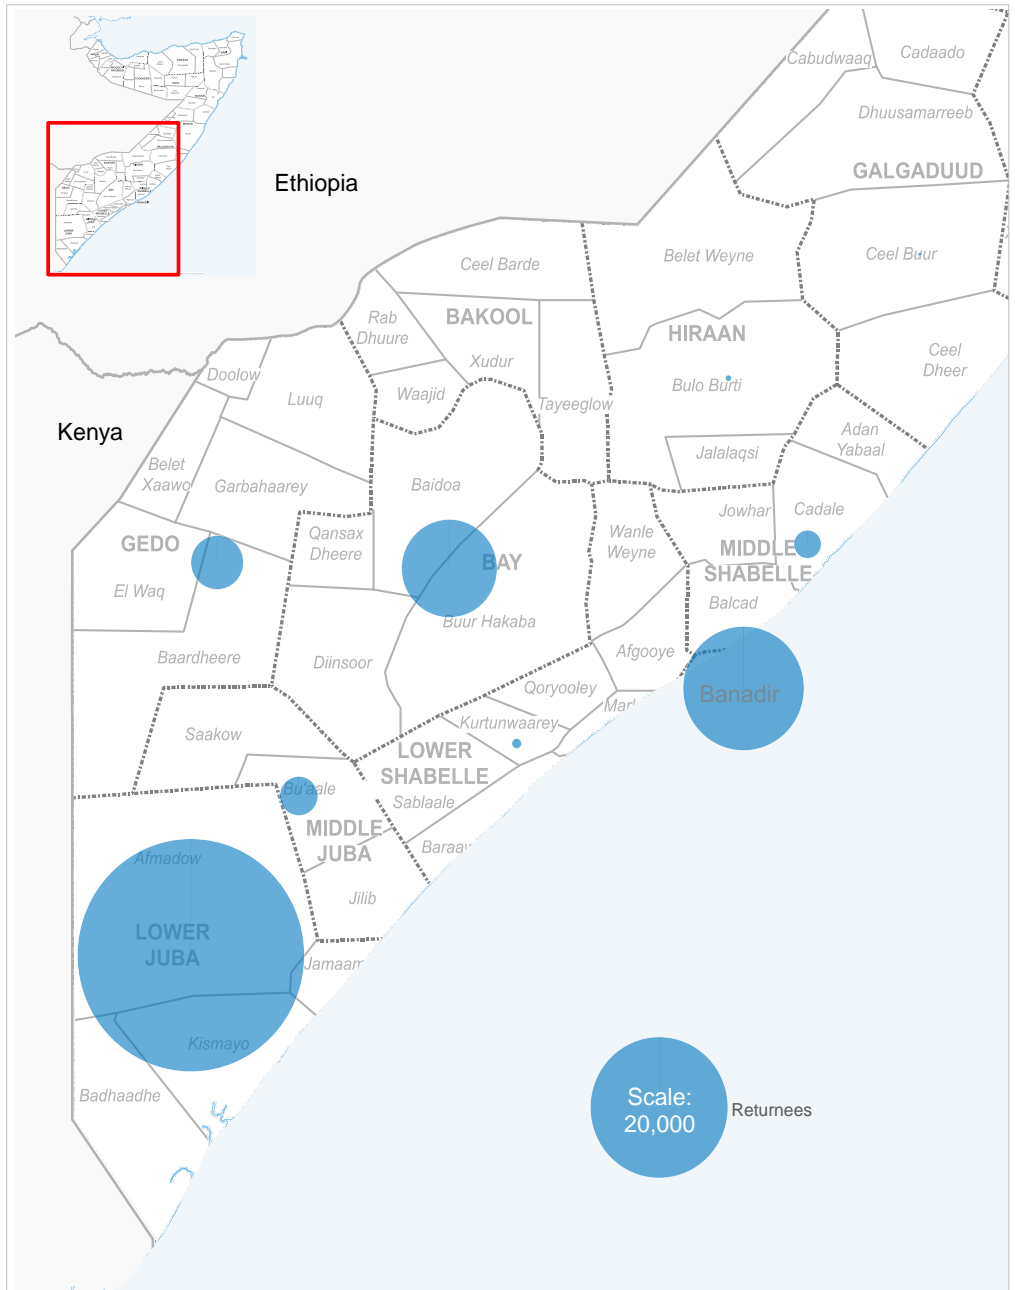 Cabudwaaq
Cadaado
Dhuusamarreeb
GALGADUUD
Ethiopia
Ceel Barde
Belet Weyne
Ceel Buur
Rab
Dhuure
BAKOOL
HIRAAN
Xudur
Ceel
Dheer
Doolow
Luuq
Waajid
Tayeeglow
Bulo Burti
Kenya
Adan
Yabaal
Jalalaqsi
Belet
Xaawo
Garbahaarey
Baidoa
Jowhar
Cadale
Qansax
Dheere
Wanle
Weyne
GEDO
BAY
MIDDLE
SHABELLE
El Waq
Balcad
Buur Hakaba
Baardheere
Diinsoor
Afgooye
Qoryooley
Banadir
Kurtunwaarey
Saakow
LOWER
SHABELLE
Bu'aale
Sablaale
MIDDLE
JUBA
Baraaw
Afmadow
Jilib
LOWER
JUBA
Jamaam
Kismayo
Badhaadhe
Scale:
20,000
Returnees